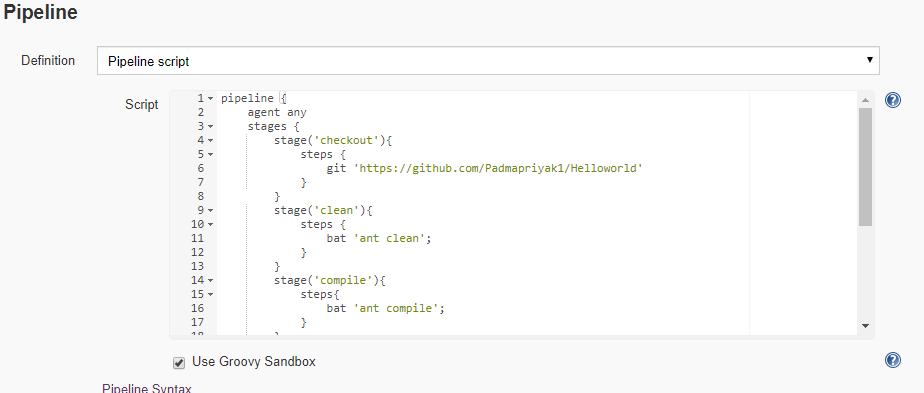 Pipeline
Definition
Pipeline script
Script
1 pipeline {
2 agent any
3 stages {
4 stage('checkout'){
5 steps {
6 git 'https://github.com/Padmapriyak1/Helloworld'
7 }
8 }
9 stage('clean'){
10 steps {
11 bat 'ant clean';
12 }
13 }
14 stage('compile'){
15 steps{
16 bat 'ant compile';
17 }
18 }
Use Groovy Sandbox
Pipeline Syntax